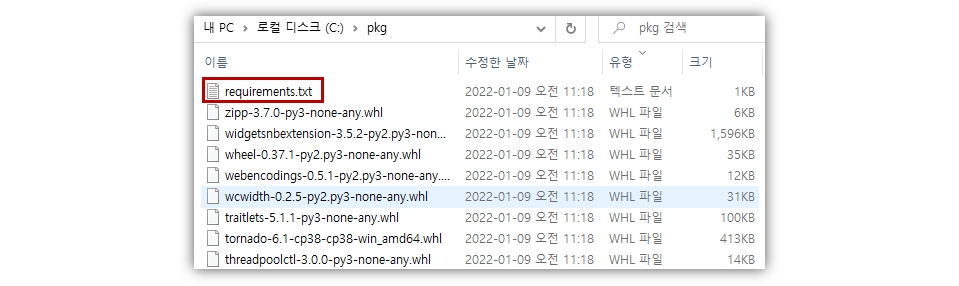 내 PC > 로컬 디스크 (C:) > pkg pkg 검색
이름 수정한 날짜 유형 크기
requirements.txt 2022-01-09 오전 11:18 텍스트 문서 1KB
zipp-3.7.0-py3-none-any.whl 2022-01-09 오전 11:18 WHL 파일 6KB
widgetsnbextension-3.5.2-py2.py3-non... 2022-01-09 오전 11:18 WHL 파일 1,596KB
wheel-0.37.1-py2.py3-none-any.whl 2022-01-09 오전 11:18 WHL 파일 35KB
webencodings-0.5.1-py2.py3-none-any.... 2022-01-09 오전 11:18 WHL 파일 12KB
wcwidth-0.2.5-py2.py3-none-any.whl 2022-01-09 오전 11:18 WHL 파일 31KB
traitlets-5.1.1-py3-none-any.whl 2022-01-09 오전 11:18 WHL 파일 100KB
tornado-6.1-cp38-cp38-win_amd64.whl 2022-01-09 오전 11:18 WHL 파일 413KB
threadpoolctl-3.0.0-py3-none-any.whl 2022-01-09 오전 11:18 WHL 파일 14KB